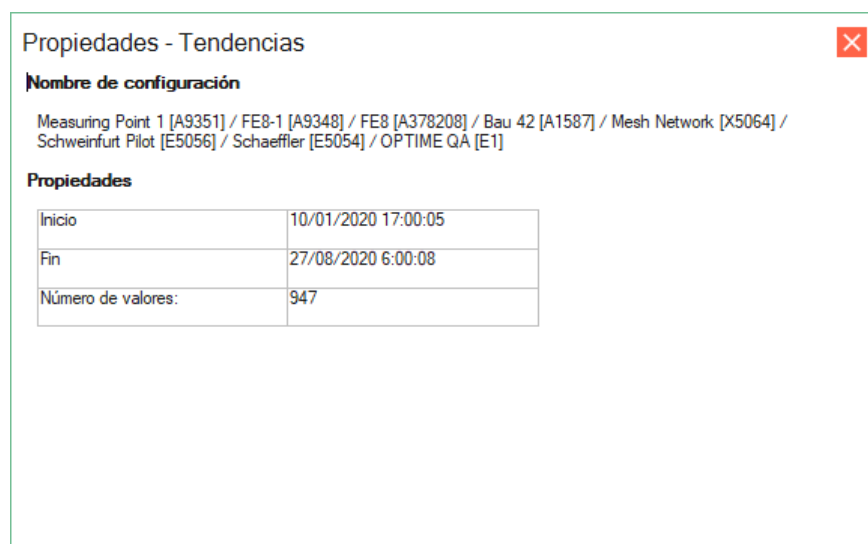 Propiedades - Tendencias
Nombre de configuración
Measuring Point 1 [A9351] / FE8-1 [A9348] / FE8 [A378208] / Bau 42 [A1587] / Mesh Network [X5064] /
Schweinfurt Pilot [E5056] / Schaeffler [E5054] / OPTIME QA [E1]
Propiedades
Inicio 10/01/2020 17:00:05
Fin 27/08/2020 6:00:08
Número de valores: 947